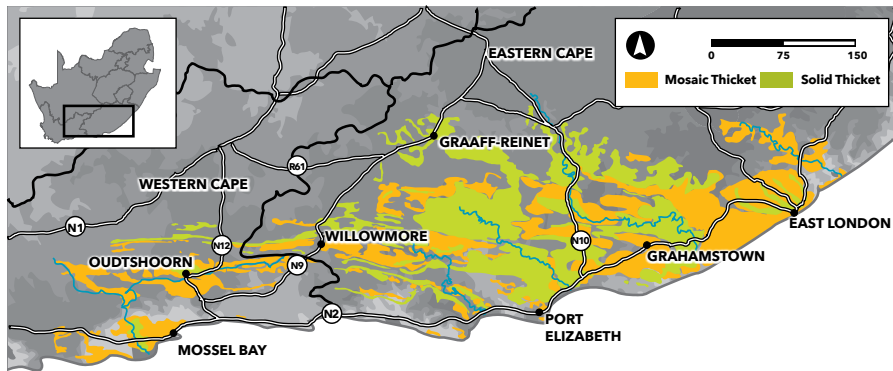 EASTERN CAPE
0 75 150
Mosaic Thicket Solid Thicket
GRAAFF-REINET
R61
WESTERN CAPE
N1
N12
WILLOWMORE
N10
EAST LONDON
GRAHAMSTOWN
OUDTSHOORN
N9
N2
PORT
ELIZABETH
MOSSEL BAY